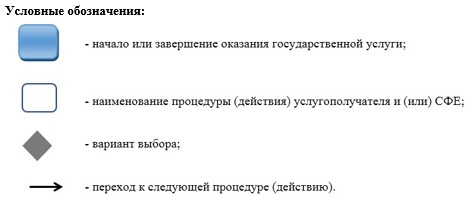 Условные обозначения:
- начало или завершение оказания государственной услуги;
- наименование процедуры (действия) услугополучателя и (или) СФЕ;
- вариант выбора;
- переход к следующей процедуре (действию).